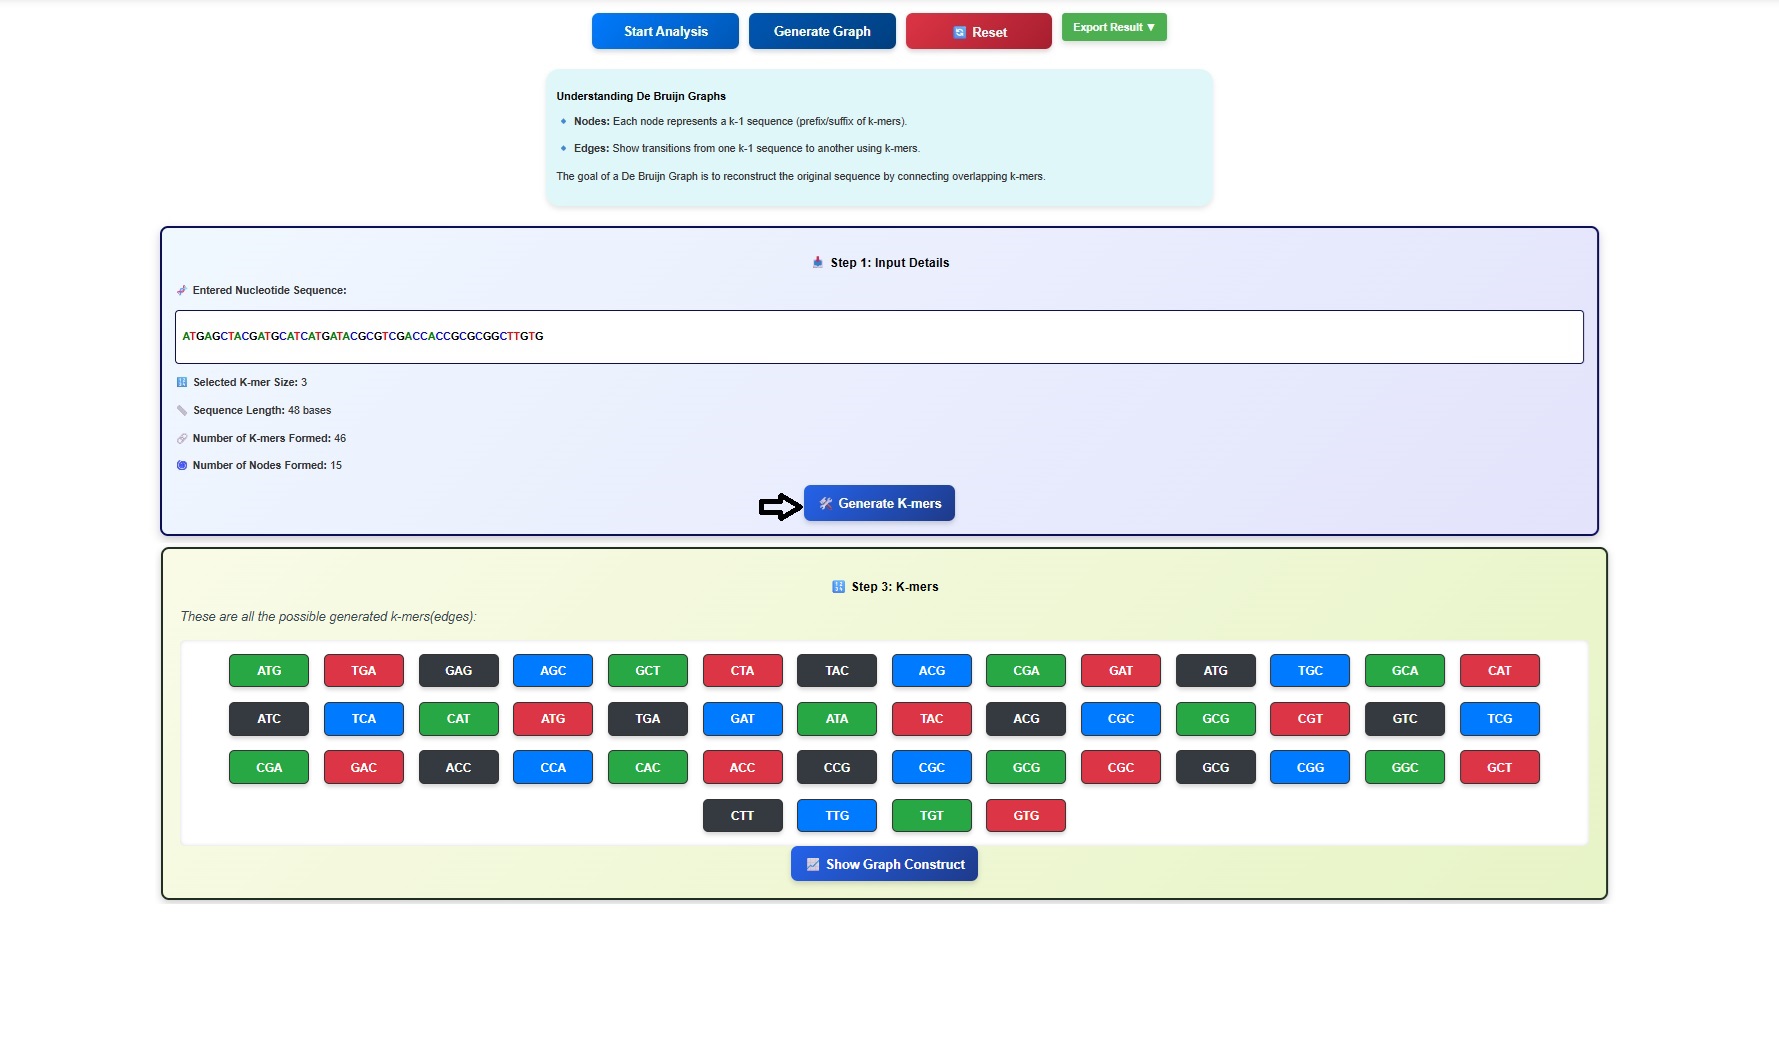 Start Analysis Generate Graph Reset Export Result ▼
Understanding De Bruijn Graphs
Nodes: Each node represents a k-1 sequence (prefix/suffix of k-mers).
Edges: Show transitions from one k-1 sequence to another using k-mers.
The goal of a De Bruijn Graph is to reconstruct the original sequence by connecting overlapping k-mers.
Step 1: Input Details
Entered Nucleotide Sequence:
ATGAGCTACGATGCATCATGATACGCGTCGACCACCGCGCGGCTTGTG
Selected K-mer Size: 3
Sequence Length: 48 bases
Number of K-mers Formed: 46
Number of Nodes Formed: 15
Generate K-mers
Step 3: K-mers
These are all the possible generated k-mers(edges):
ATG TGA GAG AGC GCT CTA TAC ACG CGA GAT ATG TGC GCA CAT
ATC TCA CAT ATG TGA GAT ATA TAC ACG CGC GCG CGT GTC TCG
CGA GAC ACC CCA CAC ACC CCG CGC GCG CGC GCG CGG GGC GCT
CTT TTG TGT GTG
Show Graph Construct